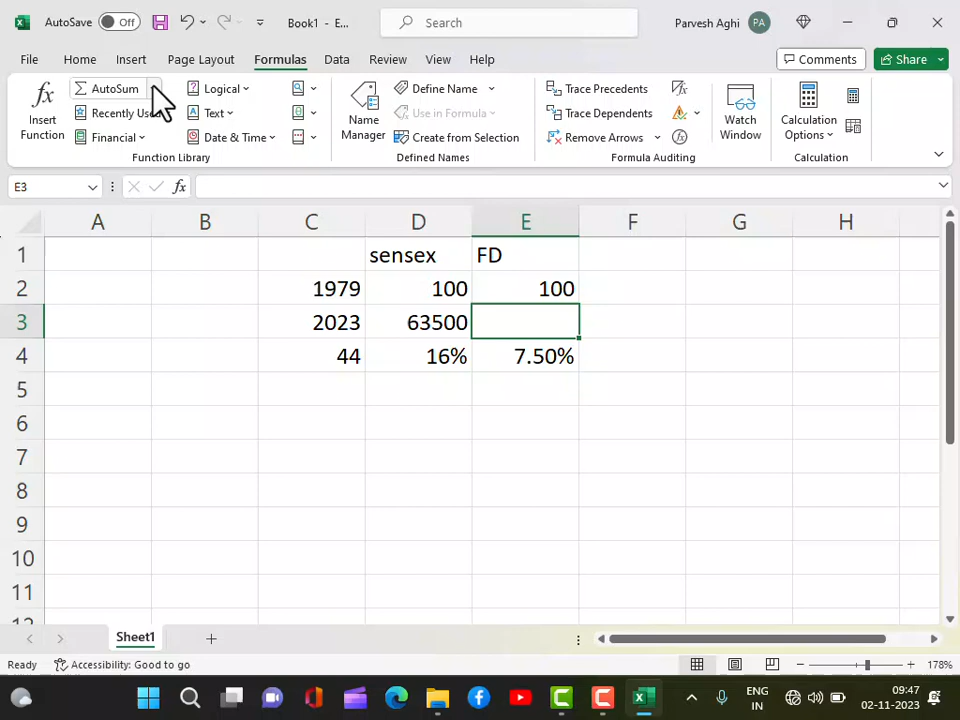 AutoSave Off Book1 - E... Search Parvesh Aghi PA
File Home Insert Page Layout Formulas Data Review View Help Comments Share
Insert Function
AutoSum
Recently Used
Financial
Logical
Text
Date & Time
Function Library
Name Manager
Define Name
Use in Formula
Create from Selection
Defined Names
Trace Precedents
Trace Dependents
Remove Arrows
Formula Auditing
Watch Window
Calculation Options
Calculation
E3 fx
A B C D E F G H
1 sensex FD
2 1979 100 100
3 2023 63500
4 44 16% 7.50%
5
6
7
8
9
10
11
12
Sheet1
Ready Accessibility: Good to go 178%
ENG IN 09:47 02-11-2023